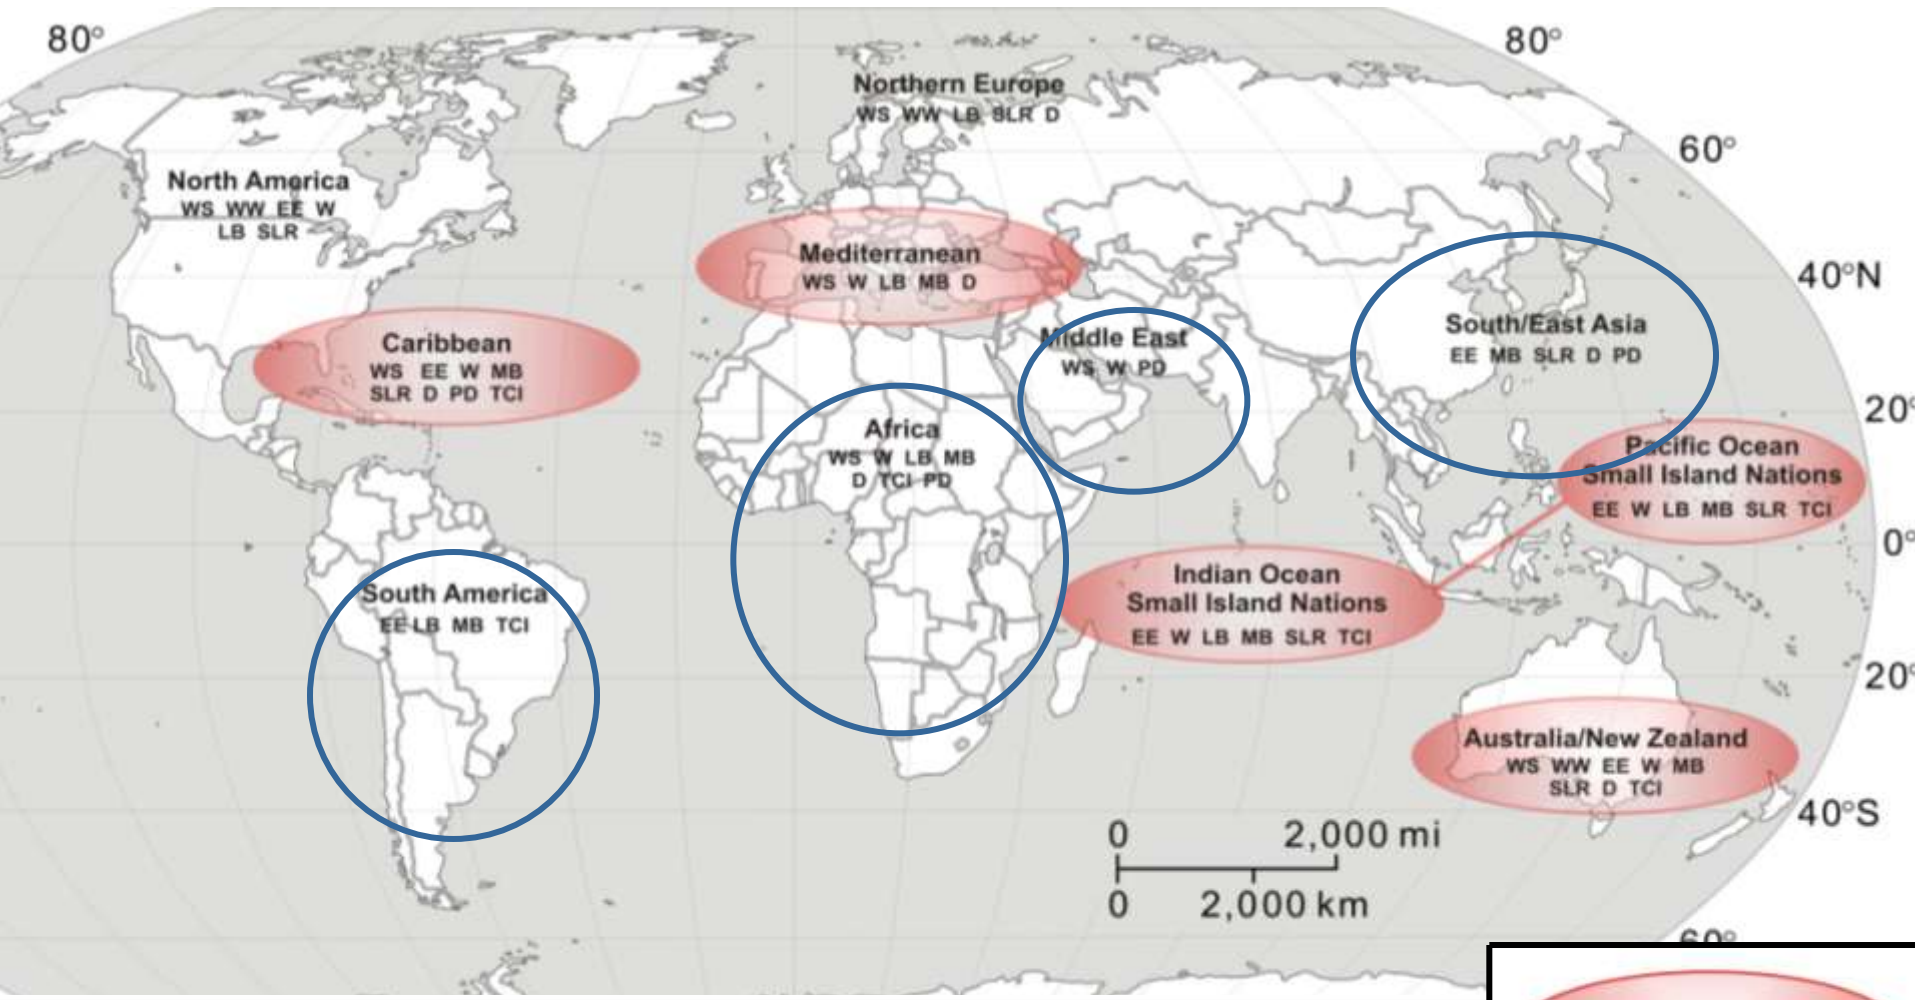 80°
80°
Northern Europe
WS WW LB SLR D
60°
North America
WS WW EE W
LB SLR
Mediterranean
WS W LB MB D
40°N
Caribbean
WS EE W MB
SLR D PD TCI
Middle East
WS W PD
South/East Asia
EE MB SLR D PD
20°
Africa
WS W LB MB
D TCI PD
Pacific Ocean
Small Island Nations
EE W LB MB SLR TCI
0°
South America
EE LB MB TCI
Indian Ocean
Small Island Nations
EE W LB MB SLR TCI
20°
Australia/New Zealand
WS WW EE W MB
SLR D TCI
40°S
0 2,000 mi
0 2,000 km
60°